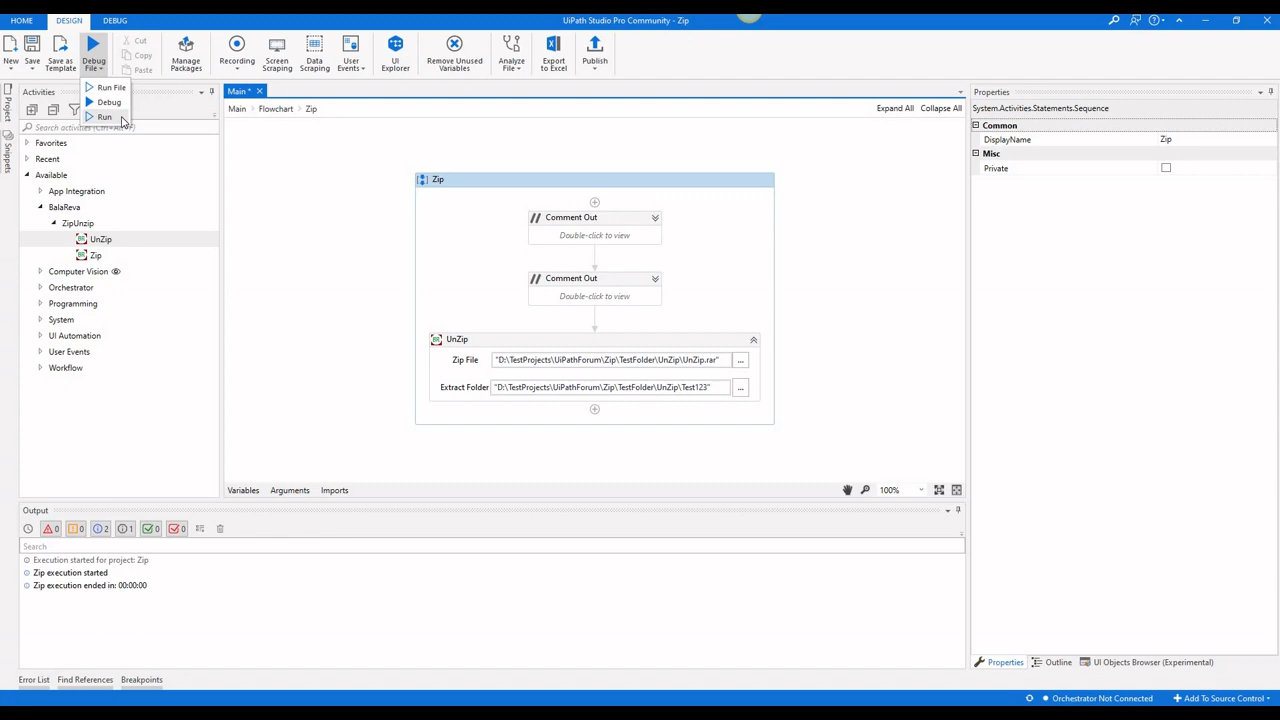 HOME DESIGN DEBUG UiPath Studio Pro Community - Zip
New Save Save as Template Debug File Cut Copy Paste Manage Packages Recording Screen Scraping Data Scraping User Events UI Explorer Remove Unused Variables Analyze File Export to Excel Publish
Run File
Debug
Run
Project
Snippets
Activities
Search activities (Ctrl+Alt+F)
Favorites
Recent
Available
App Integration
BalaReva
ZipUnzip
UnZip
Zip
Computer Vision
Orchestrator
Programming
System
UI Automation
User Events
Workflow
Main *
Main Flowchart Zip Expand All Collapse All
Zip
Comment Out
Double-click to view
Comment Out
Double-click to view
UnZip
Zip File "D:\TestProjects\UiPathForum\Zip\TestFolder\UnZip\UnZip.rar" ...
Extract Folder "D:\TestProjects\UiPathForum\Zip\TestFolder\UnZip\Test123" ...
Variables Arguments Imports 100%
Properties
System.Activities.Statements.Sequence
Common
DisplayName Zip
Misc
Private
Output
0 0 2 1 0 0
Search
Execution started for project: Zip
Zip execution started
Zip execution ended in: 00:00:00
Properties Outline UI Objects Browser (Experimental)
Error List Find References Breakpoints
Orchestrator Not Connected Add To Source Control